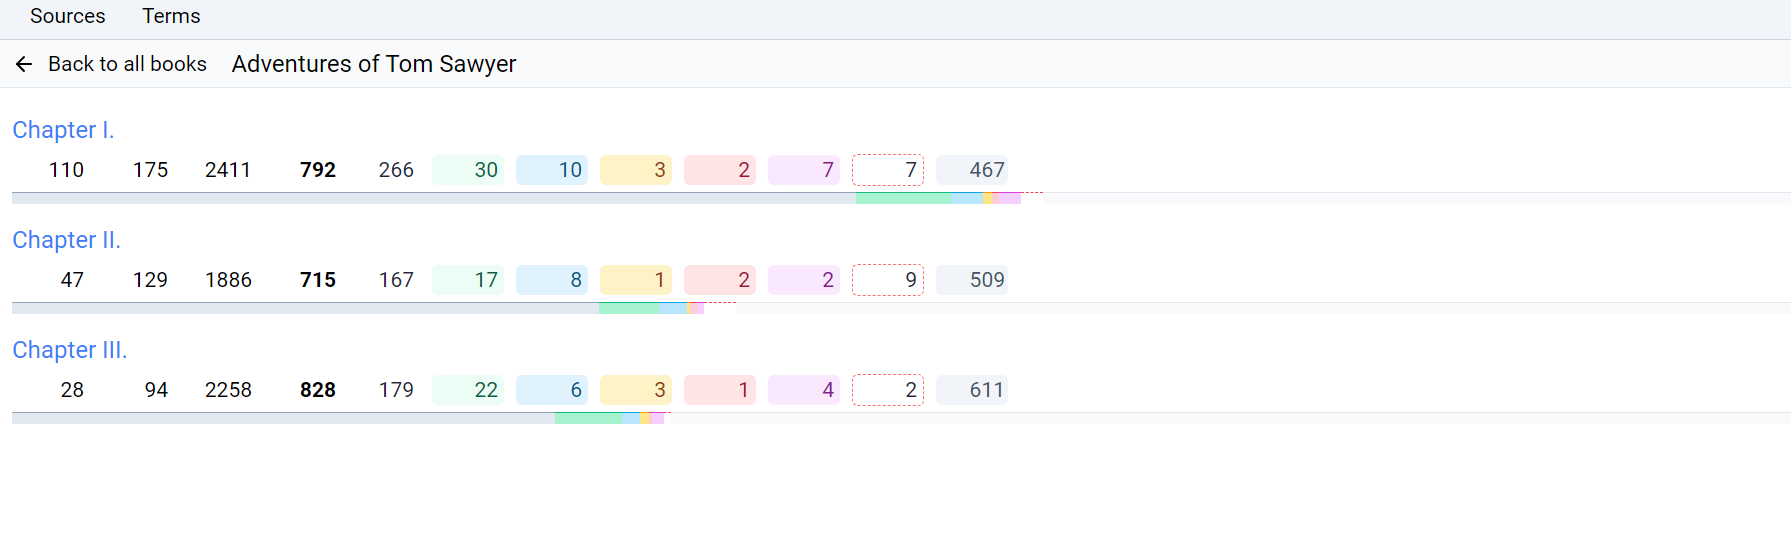 Sources Terms
Back to all books Adventures of Tom Sawyer
Chapter I.
110 175 2411 792 266 30 10 3 2 7 7 467
Chapter II.
47 129 1886 715 167 17 8 1 2 2 9 509
Chapter III.
28 94 2258 828 179 22 6 3 1 4 2 611